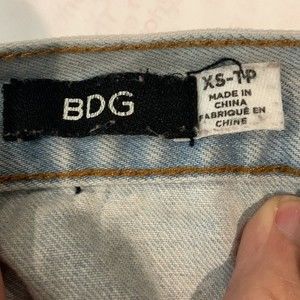 BDG
XS-TP
MADE IN
CHINA
FABRIQUÉ EN
CHINE